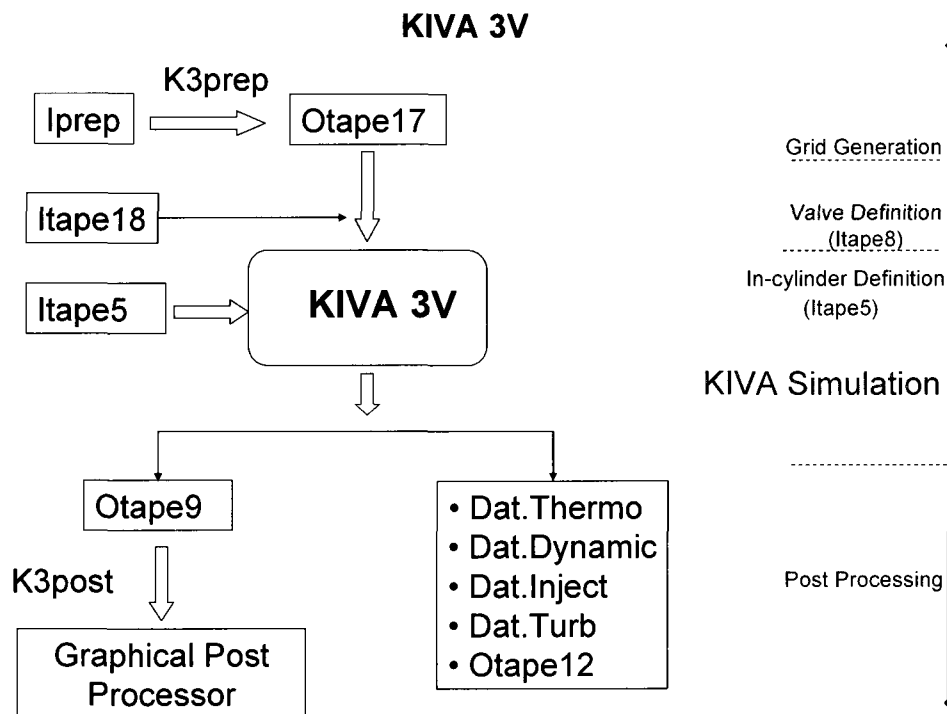 KIVA 3V
K3prep
Iprep
Otape17
Grid Generation
Itape18
Valve Definition
(Itape8)
Itape5
KIVA 3V
In-cylinder Definition
(Itape5)
KIVA Simulation
Otape9
• Dat.Thermo
• Dat.Dynamic
• Dat.Inject
• Dat.Turb
• Otape12
K3post
Post Processing
Graphical Post
Processor